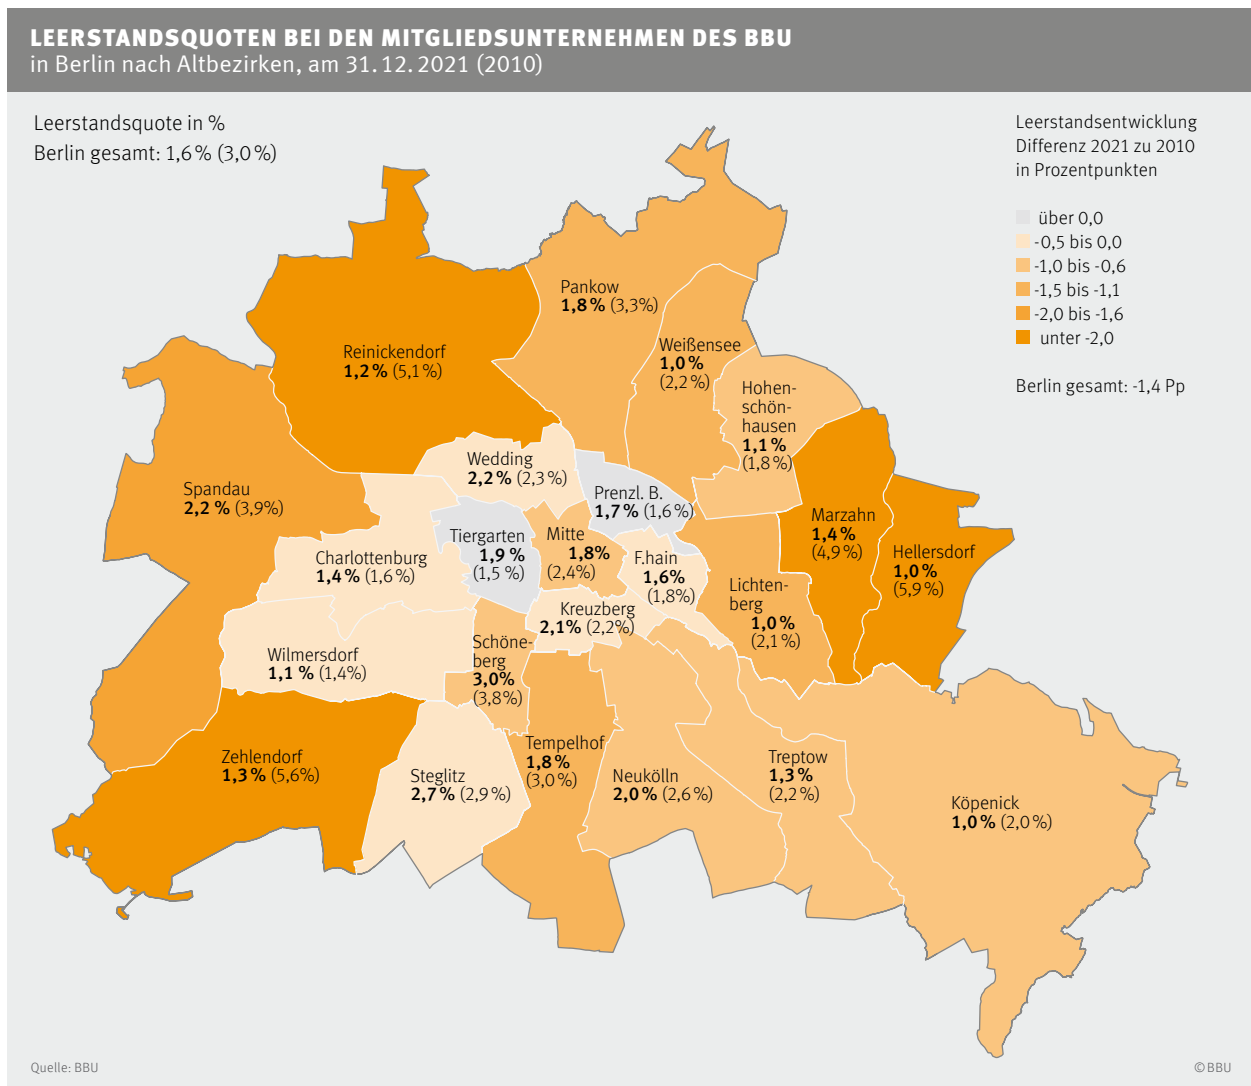 LEERSTANDSQUOTEN BEI DEN MITGLIEDSUNTERNEHMEN DES BBU
in Berlin nach Altbezirken, am 31.12.2021 (2010)
Leerstandsquote in %
Berlin gesamt: 1,6 % (3,0 %)
Leerstandsentwicklung
Differenz 2021 zu 2010
in Prozentpunkten
über 0,0
-0,5 bis 0,0
-1,0 bis -0,6
-1,5 bis -1,1
-2,0 bis -1,6
unter -2,0
Berlin gesamt: -1,4 Pp
Pankow
1,8 % (3,3%)
Weißensee
1,0 %
(2,2 %)
Reinickendorf
1,2 % (5,1 %)
Hohen-
schön-
hausen
1,1 %
(1,8 %)
Wedding
2,2 % (2,3 %)
Spandau
2,2 % (3,9%)
Prenzl. B.
1,7 % (1,6 %)
Marzahn
1,4 %
(4,9 %)
Tiergarten
1,9 %
(1,5 %)
Mitte
1,8%
(2,4%)
Hellersdorf
1,0 %
(5,9 %)
Charlottenburg
1,4 % (1,6 %)
F.hain
1,6%
(1,8%)
Lichten-
berg
1,0 %
(2,1 %)
Kreuzberg
2,1 % (2,2%)
Schöne-
berg
3,0%
(3,8%)
Wilmersdorf
1,1 % (1,4%)
Zehlendorf
1,3 % (5,6%)
Steglitz
2,7 % (2,9 %)
Tempelhof
1,8 %
(3,0 %)
Neukölln
2,0 % (2,6 %)
Treptow
1,3 %
(2,2 %)
Köpenick
1,0 % (2,0 %)
Quelle: BBU
© BBU